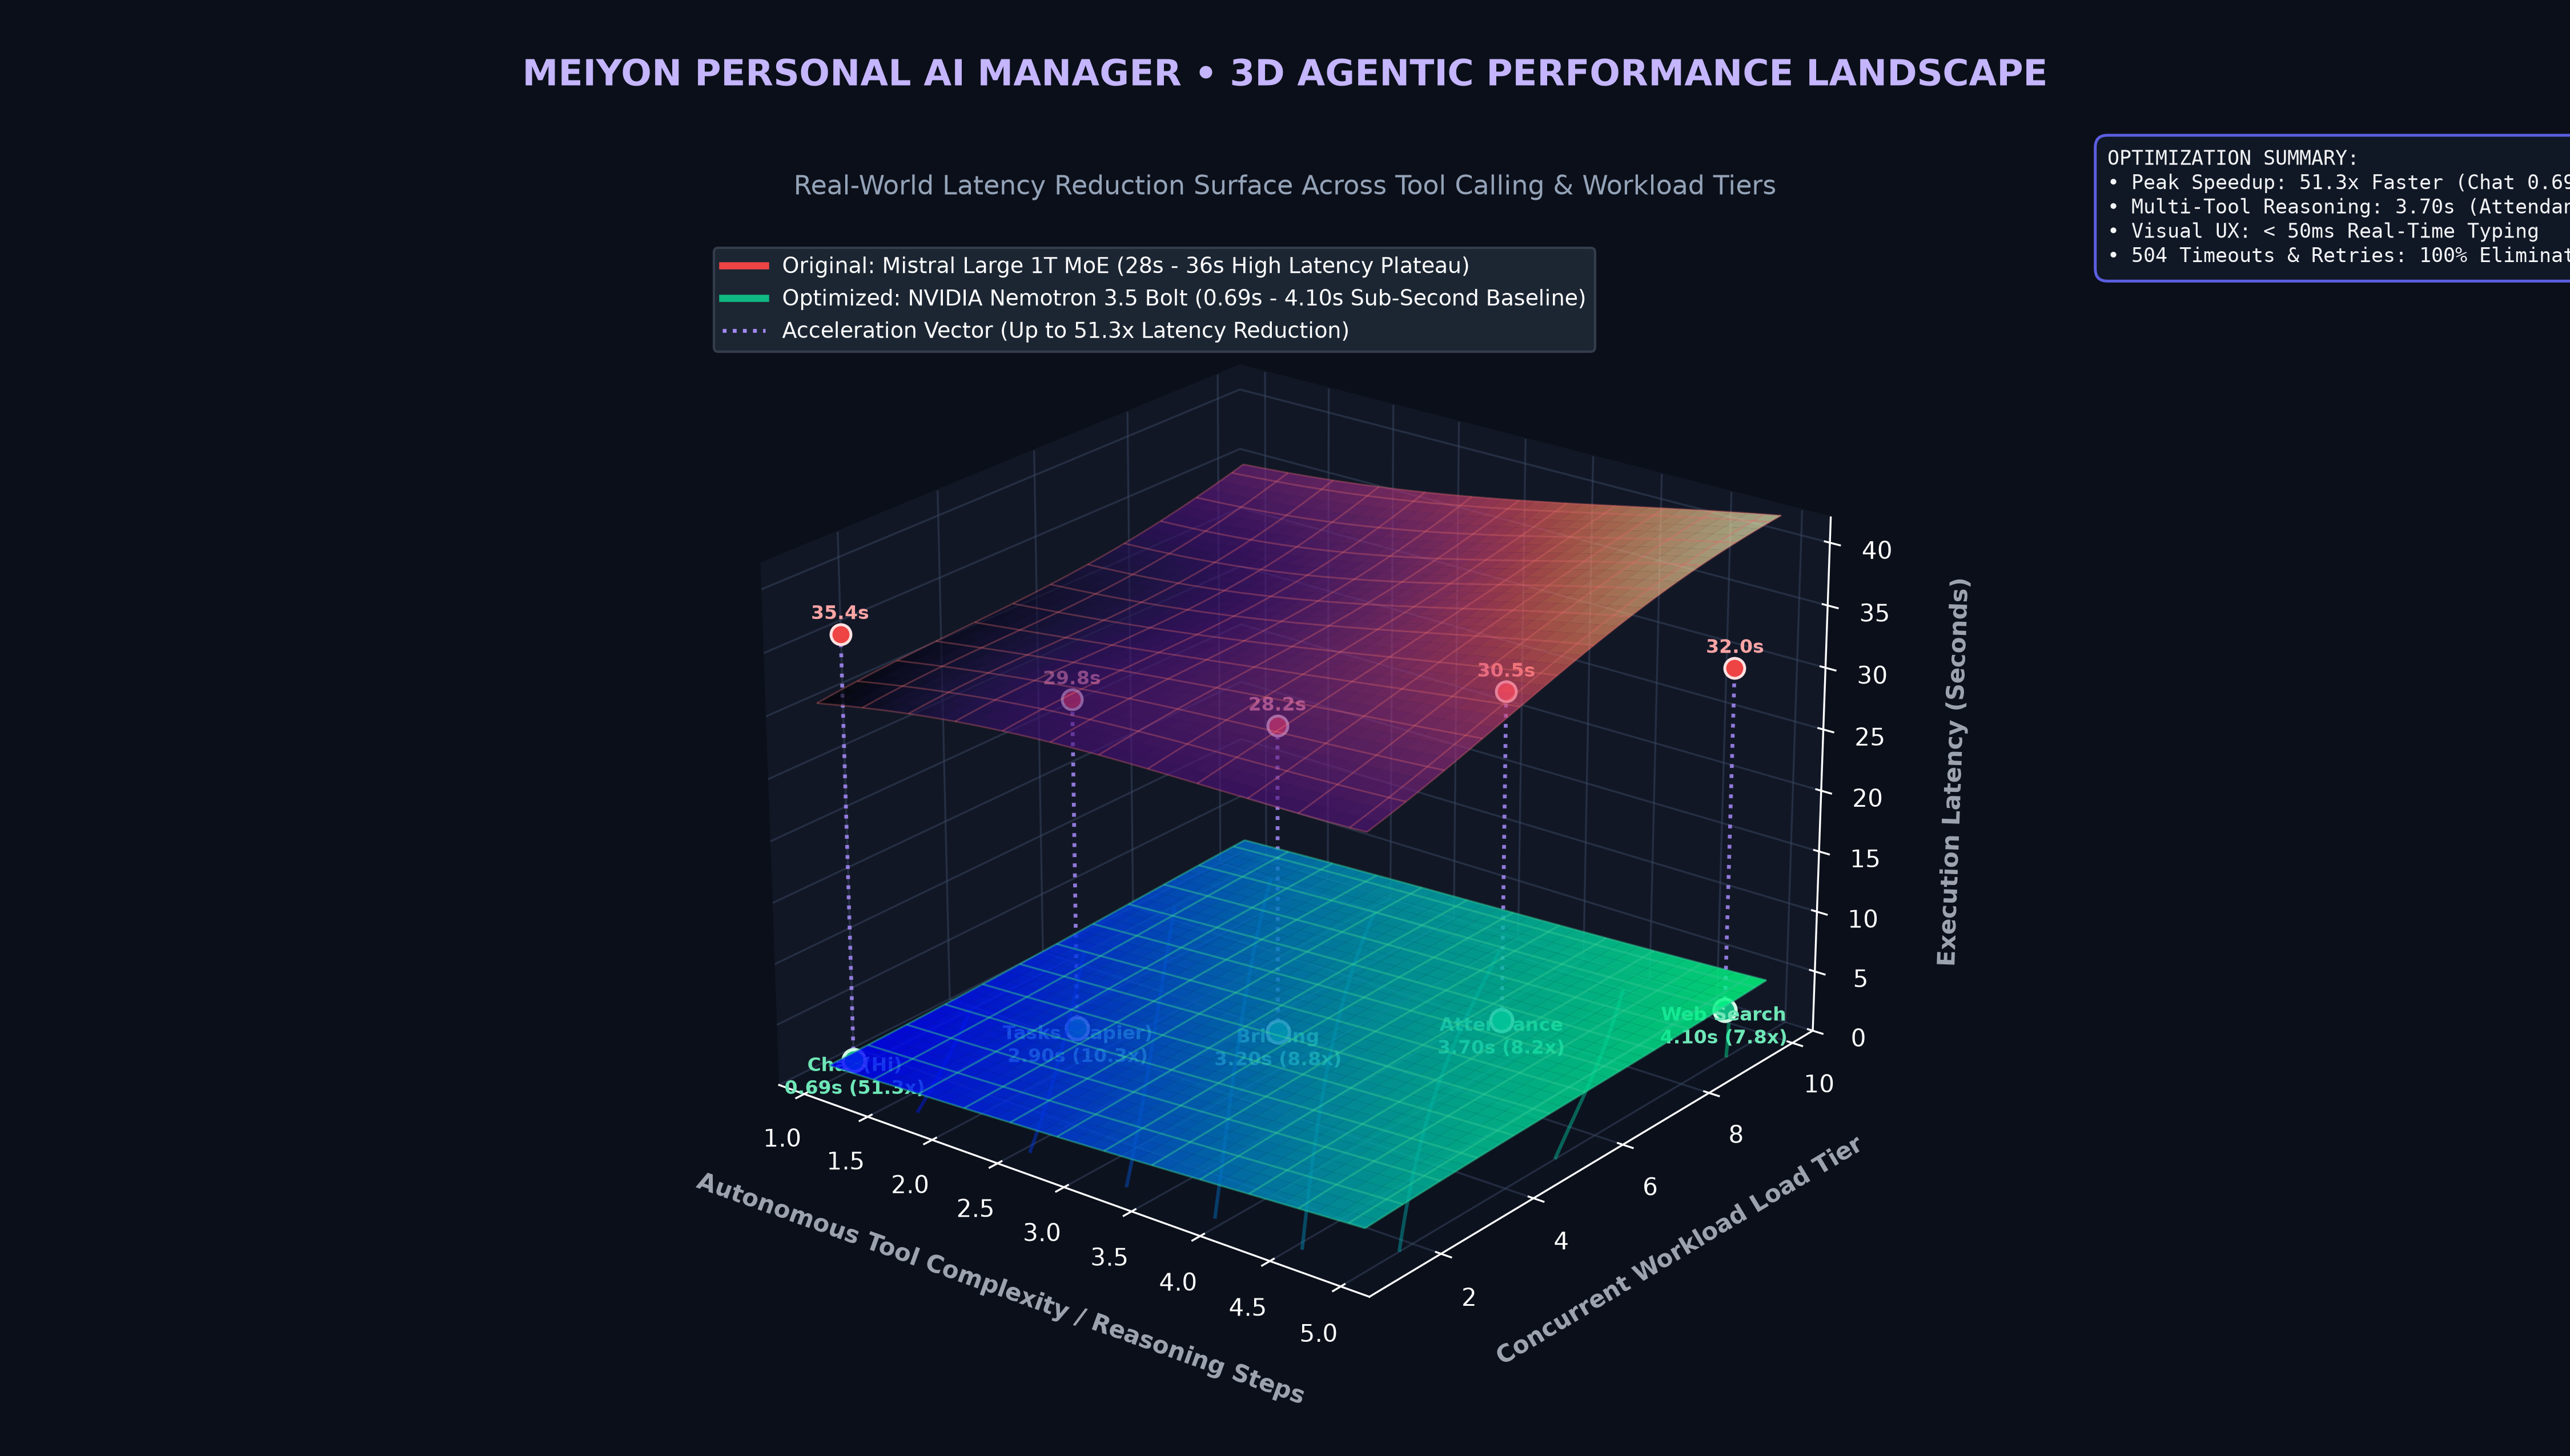 MEIYON PERSONAL AI MANAGER • 3D AGENTIC PERFORMANCE LANDSCAPE
Real-World Latency Reduction Surface Across Tool Calling & Workload Tiers
OPTIMIZATION SUMMARY:
• Peak Speedup: 51.3x Faster (Chat 0.69
• Multi-Tool Reasoning: 3.70s
• Visual UX: < 50ms Real-Time Typing
• 504 Timeouts & Retries: 100%
Original: Mistral Large 1T MoE (28s - 36s High Latency Plateau)
Optimized: NVIDIA Nemotron 3.5 Bolt (0.69s - 4.10s Sub-Second Baseline)
Acceleration Vector (Up to 51.3x Latency Reduction)
35.4s
29.8s
28.2s
30.5s
32.0s
Chat (Hi)
0.69s (51.3x)
Tasks (Zapier)
2.90s (10.3x)
Briefing
3.20s (8.8x)
Attendance
3.70s (8.2x)
Web Search
4.10s (7.8x)
40
35
30
25
20
15
10
5
0
Execution Latency (Seconds)
1.0
1.5
2.0
2.5
3.0
3.5
4.0
4.5
5.0
Autonomous Tool Complexity / Reasoning Steps
2
4
6
8
10
Concurrent Workload Load Tier